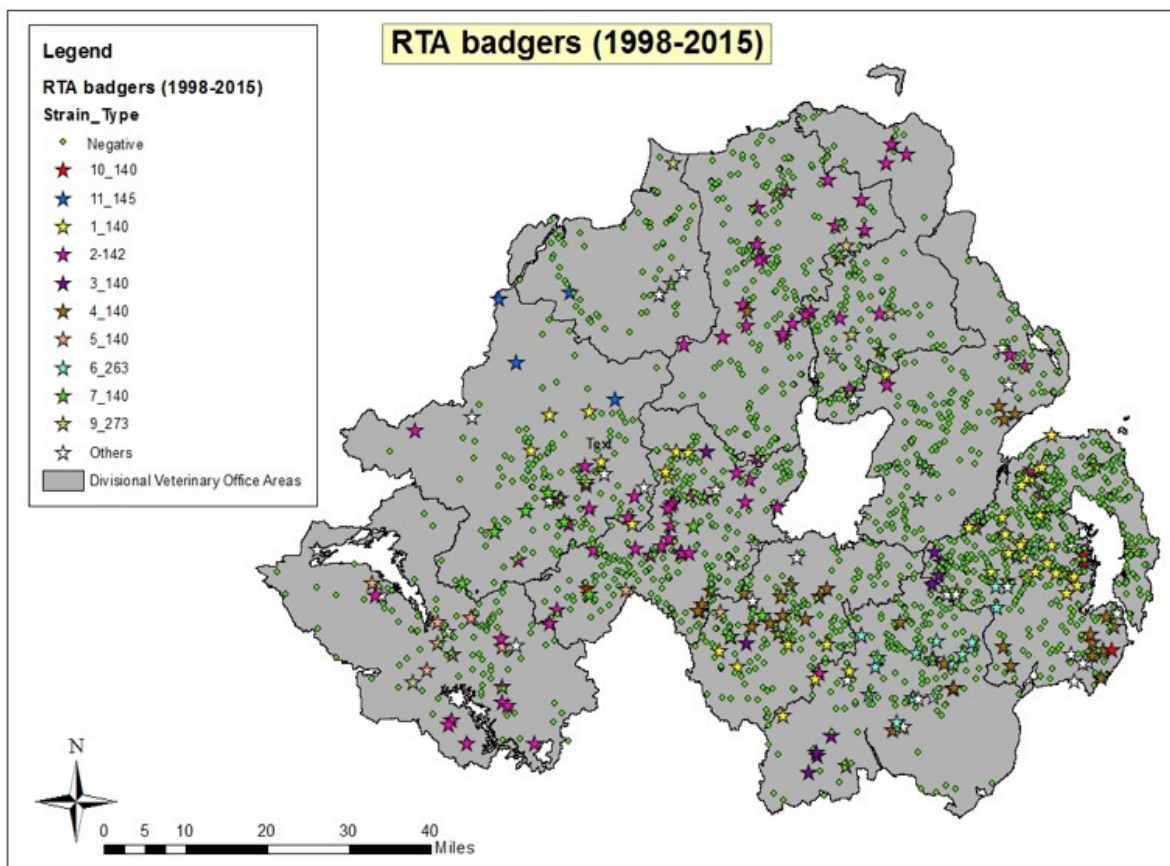 RTA badgers (1998-2015)
Legend
RTA badgers (1998-2015)
Strain_Type
Negative
10_140
11_145
1_140
2-142
3_140
4_140
5_140
6_263
7_140
9_273
Others
Divisional Veterinary Office Areas
Text
N
0 5 10 20 30 40
Miles